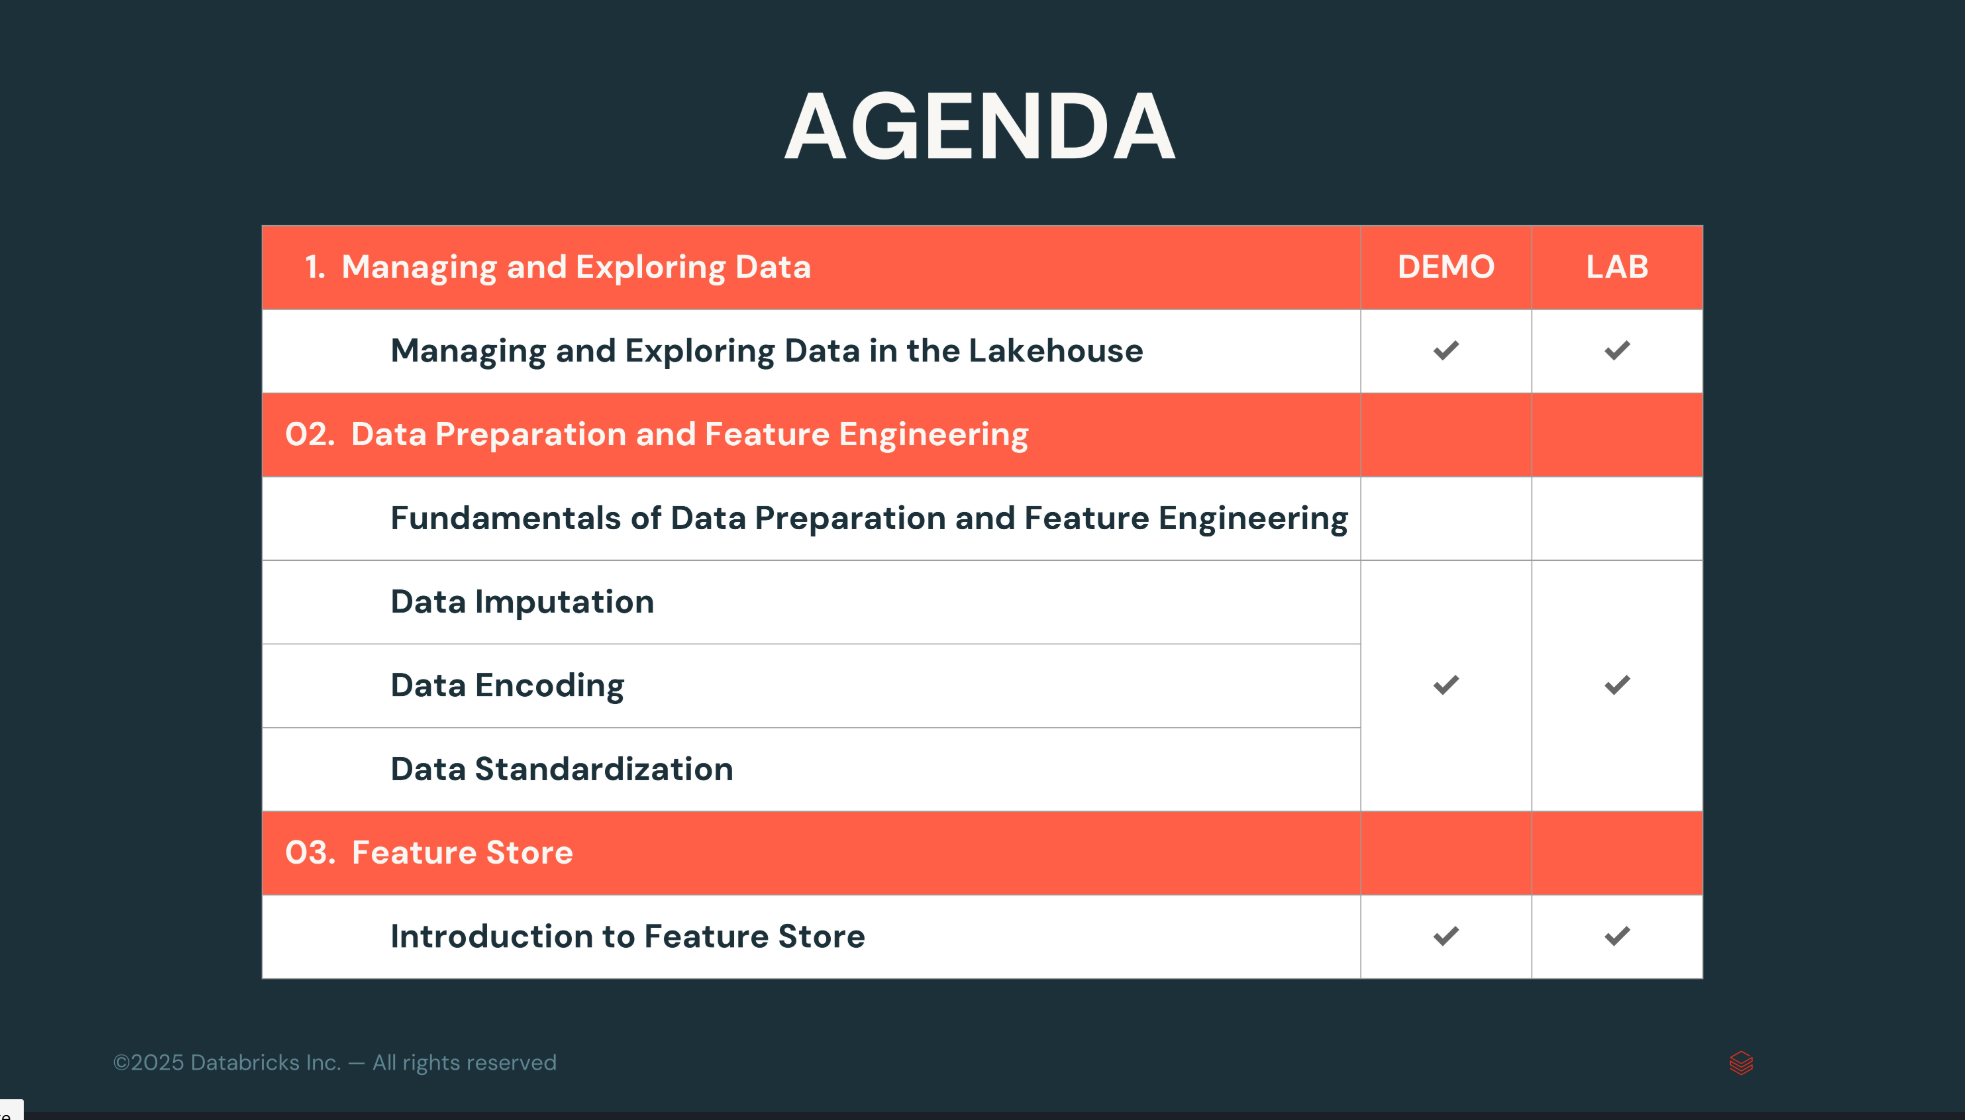 AGENDA
1. Managing and Exploring Data DEMO LAB
Managing and Exploring Data in the Lakehouse ✓ ✓
02. Data Preparation and Feature Engineering
Fundamentals of Data Preparation and Feature Engineering
Data Imputation
Data Encoding ✓ ✓
Data Standardization
03. Feature Store
Introduction to Feature Store ✓ ✓
©2025 Databricks Inc. — All rights reserved